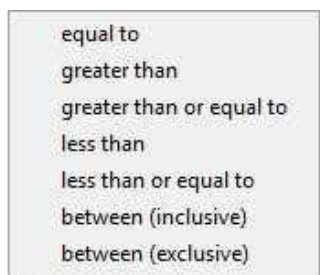 equal to
greater than
greater than or equal to
less than
less than or equal to
between (inclusive)
between (exclusive)